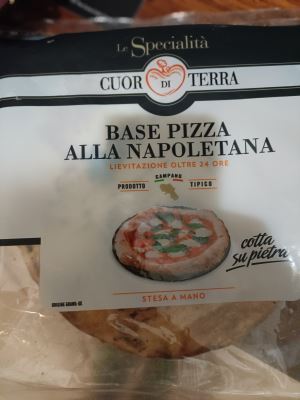 Le Specialità
CUOR DI TERRA
BASE PIZZA
ALLA NAPOLETANA
LIEVITAZIONE OLTRE 24 ORE
CAMPANO
PRODOTTO TIPICO
cotta
su pietra
STESA A MANO